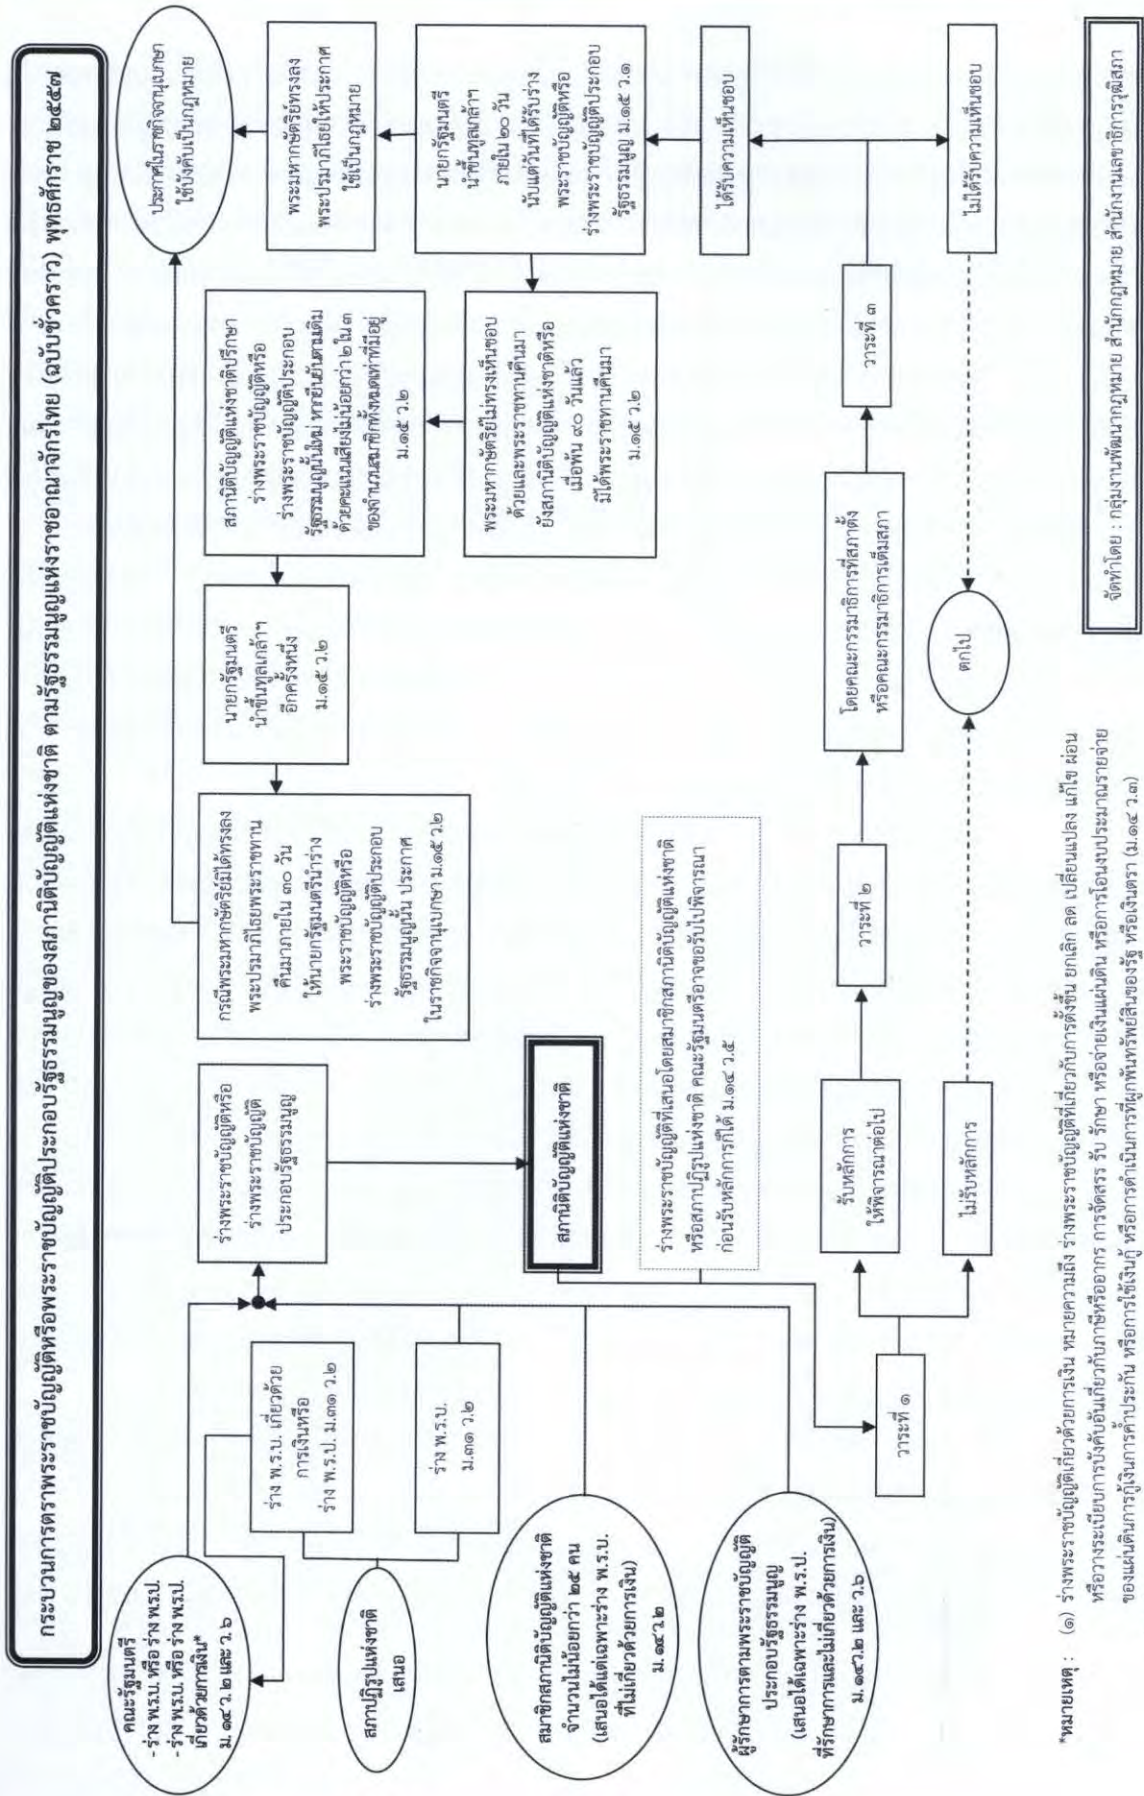 กระบวนการตราพระราชบัญญัติหรือพระราชบัญญัติประกอบรัฐธรรมนูญของสภานิติบัญญัติแห่งชาติ ตามรัฐธรรมนูญแห่งราชอาณาจักรไทย (ฉบับชั่วคราว) พุทธศักราช ๒๕๕๗
คณะรัฐมนตรี
- ร่าง พ.ร.บ. หรือ ร่าง พ.ร.ป.
- ร่าง พ.ร.บ. หรือ ร่าง พ.ร.ป.
เกี่ยวด้วยการเงิน*
ม. ๑๔ ว. ๒ และ ว. ๖
สภาปฏิรูปแห่งชาติ
เสนอ
ร่าง พ.ร.บ. เกี่ยวด้วย
การเงินหรือ
ร่าง พ.ร.ป. ม.๓๑ ว.๒
ร่าง พ.ร.บ.
ม.๓๑ ว.๒
สมาชิกสภานิติบัญญัติแห่งชาติ
จำนวนไม่น้อยกว่า ๒๕ คน
(เสนอได้แต่เฉพาะร่าง พ.ร.บ.
ที่ไม่เกี่ยวด้วยการเงิน)
ม. ๑๔ ว.๒
ผู้รักษาการตามพระราชบัญญัติ
ประกอบรัฐธรรมนูญ
(เสนอได้เฉพาะร่าง พ.ร.ป.
ที่รักษาการและไม่เกี่ยวด้วยการเงิน)
ม. ๑๔ ว.๒ และ ว.๖
ร่างพระราชบัญญัติหรือ
ร่างพระราชบัญญัติ
ประกอบรัฐธรรมนูญ
สภานิติบัญญัติแห่งชาติ
ร่างพระราชบัญญัติที่เสนอโดยสมาชิกสภานิติบัญญัติแห่งชาติ
หรือสภาปฏิรูปแห่งชาติ คณะรัฐมนตรีอาจขอรับไปพิจารณา
ก่อนรับหลักการก็ได้ ม.๑๔ ว.๕
วาระที่ ๑
รับหลักการ
ให้พิจารณาต่อไป
ไม่รับหลักการ
วาระที่ ๒
โดยคณะกรรมาธิการที่สภาตั้ง
หรือคณะกรรมาธิการเต็มสภา
ตกไป
วาระที่ ๓
ได้รับความเห็นชอบ
ไม่ได้รับความเห็นชอบ
นายกรัฐมนตรี
นำขึ้นทูลเกล้าฯ
ภายใน ๒๐ วัน
นับแต่วันที่ได้รับร่าง
พระราชบัญญัติหรือ
ร่างพระราชบัญญัติประกอบ
รัฐธรรมนูญ ม.๑๕ ว.๑
พระมหากษัตริย์ทรงลง
พระปรมาภิไธยให้ประกาศ
ใช้เป็นกฎหมาย
ประกาศในราชกิจจานุเบกษา
ใช้บังคับเป็นกฎหมาย
พระมหากษัตริย์ไม่ทรงเห็นชอบ
ด้วยและพระราชทานคืนมา
ยังสภานิติบัญญัติแห่งชาติหรือ
เมื่อพ้น ๙๐ วันแล้ว
มิได้พระราชทานคืนมา
ม.๑๕ ว.๒
สภานิติบัญญัติแห่งชาติปรึกษา
ร่างพระราชบัญญัติหรือ
ร่างพระราชบัญญัติประกอบ
รัฐธรรมนูญนั้นใหม่ หากยืนยันตามเดิม
ด้วยคะแนนเสียงไม่น้อยกว่า ๒ ใน ๓
ของจำนวนสมาชิกทั้งหมดเท่าที่มีอยู่
ม.๑๕ ว.๒
นายกรัฐมนตรี
นำขึ้นทูลเกล้าฯ
อีกครั้งหนึ่ง
ม.๑๕ ว.๒
กรณีพระมหากษัตริย์มิได้ทรงลง
พระปรมาภิไธยพระราชทาน
คืนมาภายใน ๓๐ วัน
ให้นายกรัฐมนตรีนำร่าง
พระราชบัญญัติหรือ
ร่างพระราชบัญญัติประกอบ
รัฐธรรมนูญนั้น ประกาศ
ในราชกิจจานุเบกษา ม.๑๕ ว.๒
*หมายเหตุ : (๑) ร่างพระราชบัญญัติเกี่ยวด้วยการเงิน หมายความถึง ร่างพระราชบัญญัติที่เกี่ยวกับการตั้งขึ้น ยกเลิก ลด เปลี่ยนแปลง แก้ไข ผ่อน
หรือวางระเบียบการบังคับอันเกี่ยวกับภาษีหรืออากร การจัดสรร รับ รักษา หรือจ่ายเงินแผ่นดิน หรือการโอนงบประมาณรายจ่าย
ของแผ่นดินการกู้เงินการค้ำประกัน หรือการใช้เงินกู้ หรือการดำเนินการที่ผูกพันทรัพย์สินของรัฐ หรือเงินตรา (ม.๑๔ ว.๓)
จัดทำโดย : กลุ่มงานพัฒนากฎหมาย สำนักกฎหมาย สำนักงานเลขาธิการวุฒิสภา